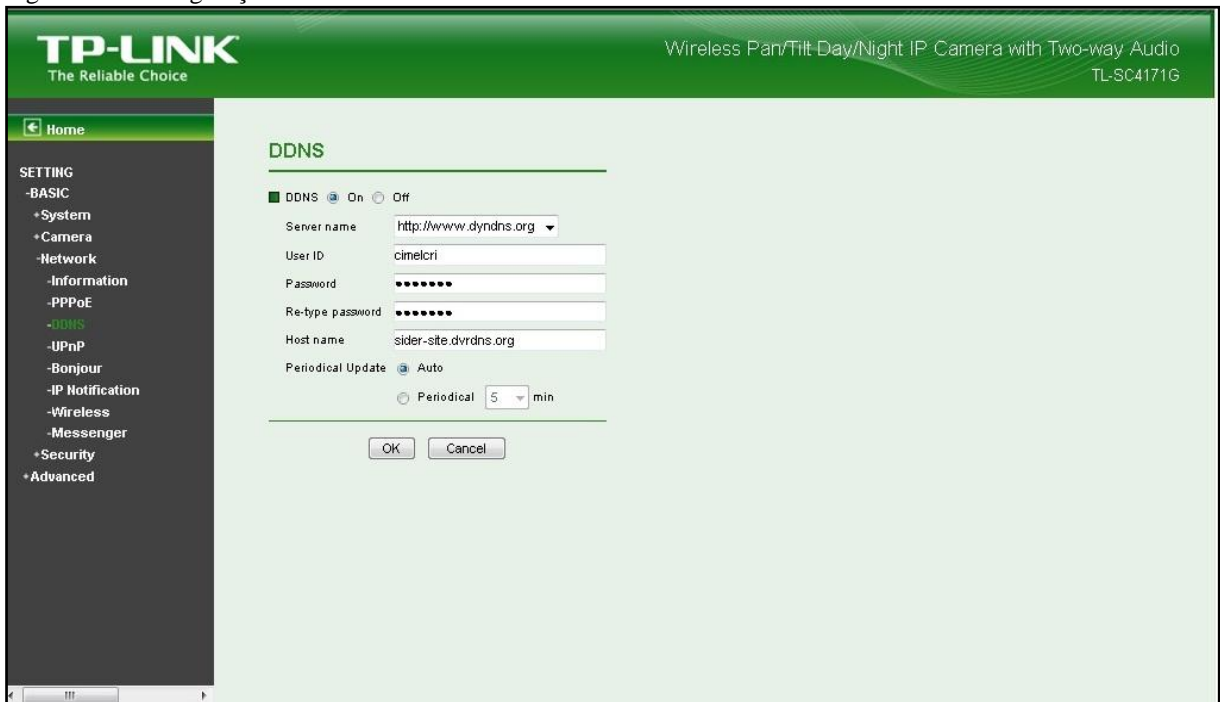 TP-LINK
The Reliable Choice
Wireless Pan/Tilt Day/Night IP Camera with Two-way Audio
TL-SC4171G
Home
SETTING
-BASIC
+System
+Camera
-Network
-Information
-PPPoE
-DDNS
-UPnP
-Bonjour
-IP Notification
-Wireless
-Messenger
+Security
+Advanced
DDNS
DDNS On Off
Server name http://www.dyndns.org
User ID cimelcri
Password •••••••
Re-type password •••••••
Host name sider-site.dvrdns.org
Periodical Update Auto
Periodical 5 min
OK Cancel